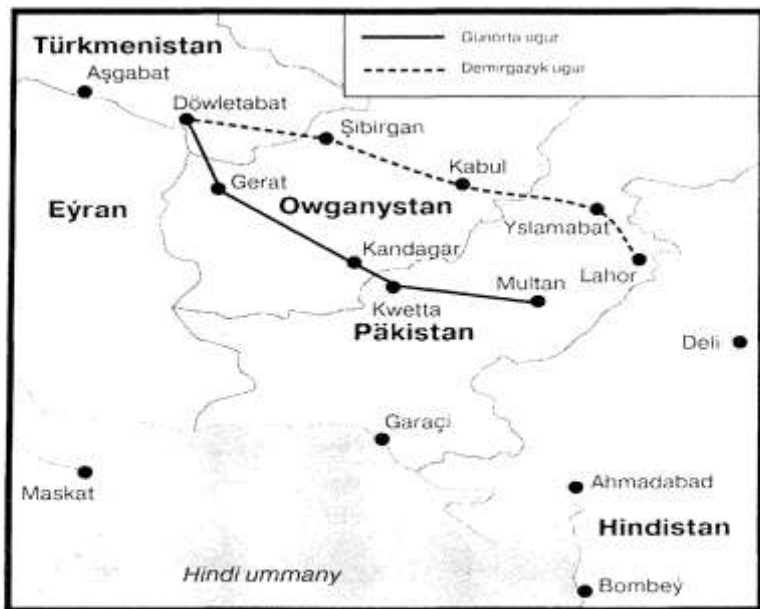 Türkmenistan
Aşgabat
Günorta ugur
Demirgazyk ugur
Döwletabat
Şibirgan
Gerat
Kabul
Eýran
Owganystan
Yslamabat
Kandagar
Lahor
Kwetta
Multan
Päkistan
Deli
Garaçi
Maskat
Ahmadabad
Hindistan
Hindi ummany
Bombeý